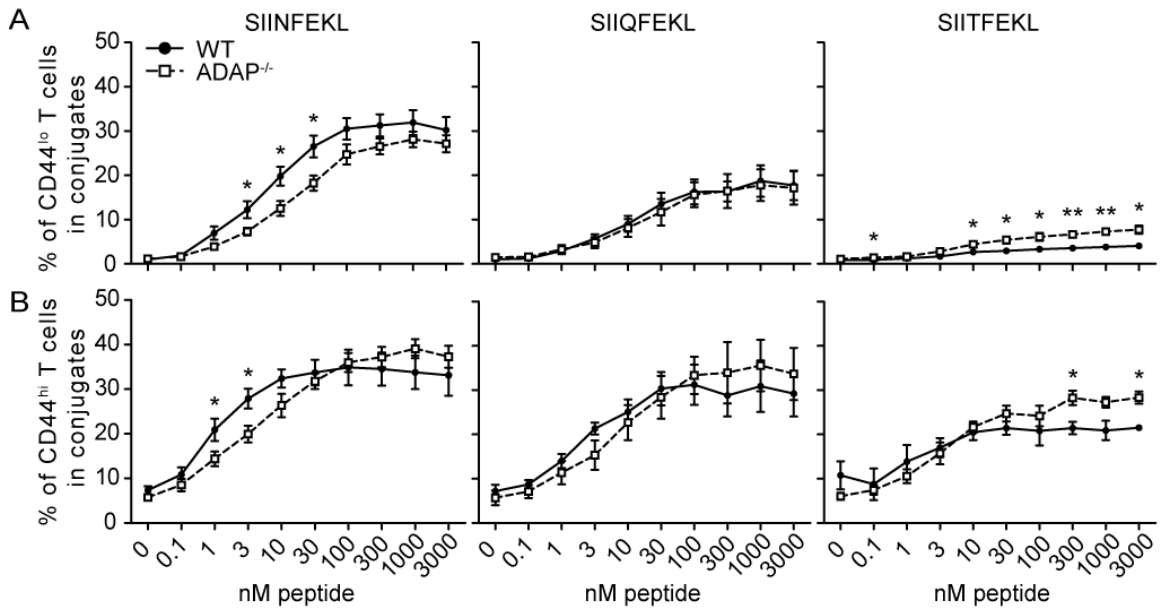 A
SIINFEKL
SIIQFEKL
SIITFEKL
% of CD44lo T cells
in conjugates
50
40
30
20
10
0
WT
ADAP-/-
* * * *
* * * * ** ** *
B
% of CD44hi T cells
in conjugates
50
40
30
20
10
0
* *
* *
0 0.1 1 3 10 30 100 300 1000 3000
0 0.1 1 3 10 30 100 300 1000 3000
0 0.1 1 3 10 30 100 300 1000 3000
nM peptide
nM peptide
nM peptide